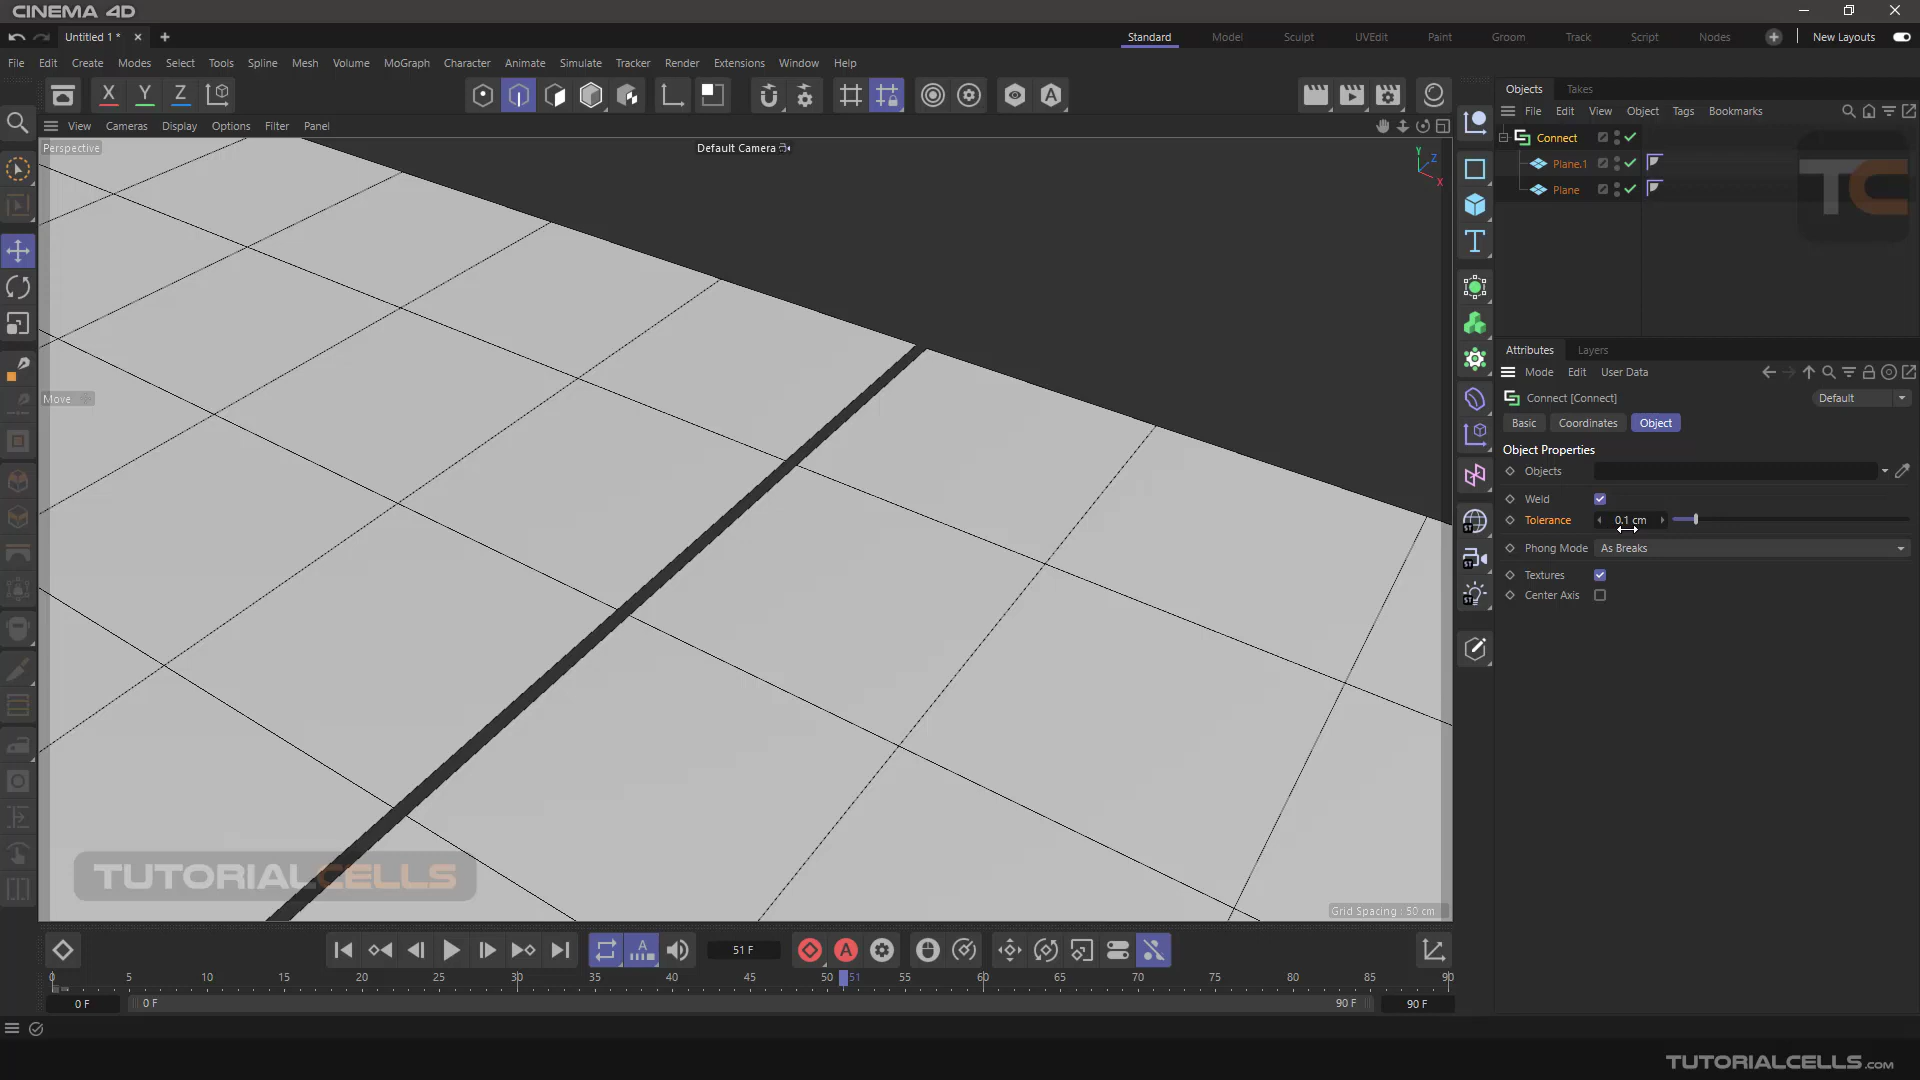 CINEMA 4D
Untitled 1 *
Standard
Model
Sculpt
UVEdit
Paint
Groom
Track
Script
Nodes
New Layouts
File Edit Create Modes Select Tools Spline Mesh Volume MoGraph Character Animate Simulate Tracker Render Extensions Window Help
X Y Z
View Cameras Display Options Filter Panel
Perspective
Default Camera
Y
Z
X
Move
Grid Spacing : 50 cm
TUTORIALCELLS
Objects Takes
File Edit View Object Tags Bookmarks
Connect
Plane.1
Plane
TC
Attributes Layers
Mode Edit User Data
Connect [Connect]
Default
Basic Coordinates Object
Object Properties
Objects
Weld
Tolerance 0.1 cm
Phong Mode As Breaks
Textures
Center Axis
51 F
0 5 10 15 20 25 30 35 40 45 50 51 55 60 65 70 75 80 85 90
0 F
0 F
90 F
90 F
TUTORIALCELLS.COM